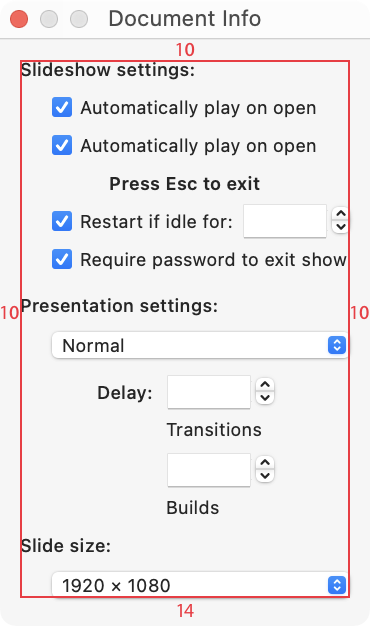 Document Info
10
Slideshow settings:
Automatically play on open
Automatically play on open
Press Esc to exit
Restart if idle for:
Require password to exit show
10
Presentation settings:
10
Normal
Delay:
Transitions
Builds
Slide size:
1920 × 1080
14